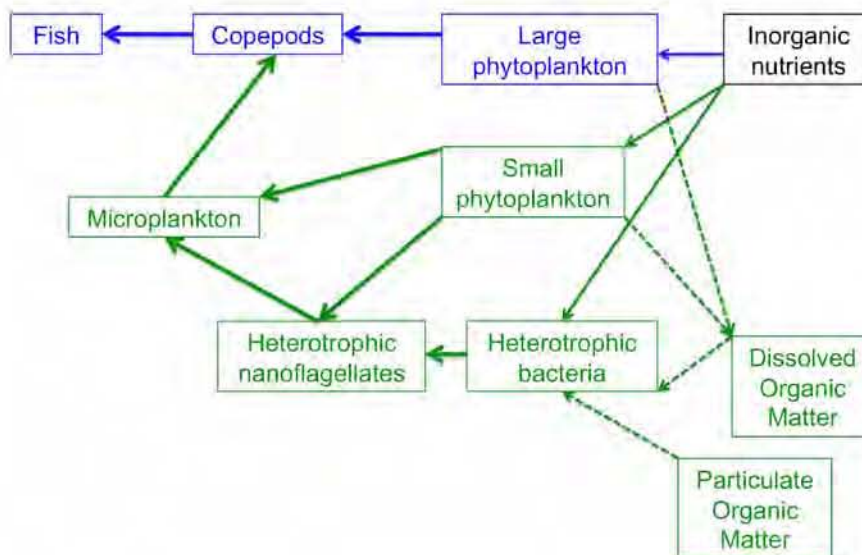 Fish
Copepods
Large
phytoplankton
Inorganic
nutrients
Small
phytoplankton
Microplankton
Heterotrophic
nanoflagellates
Heterotrophic
bacteria
Dissolved
Organic
Matter
Particulate
Organic
Matter